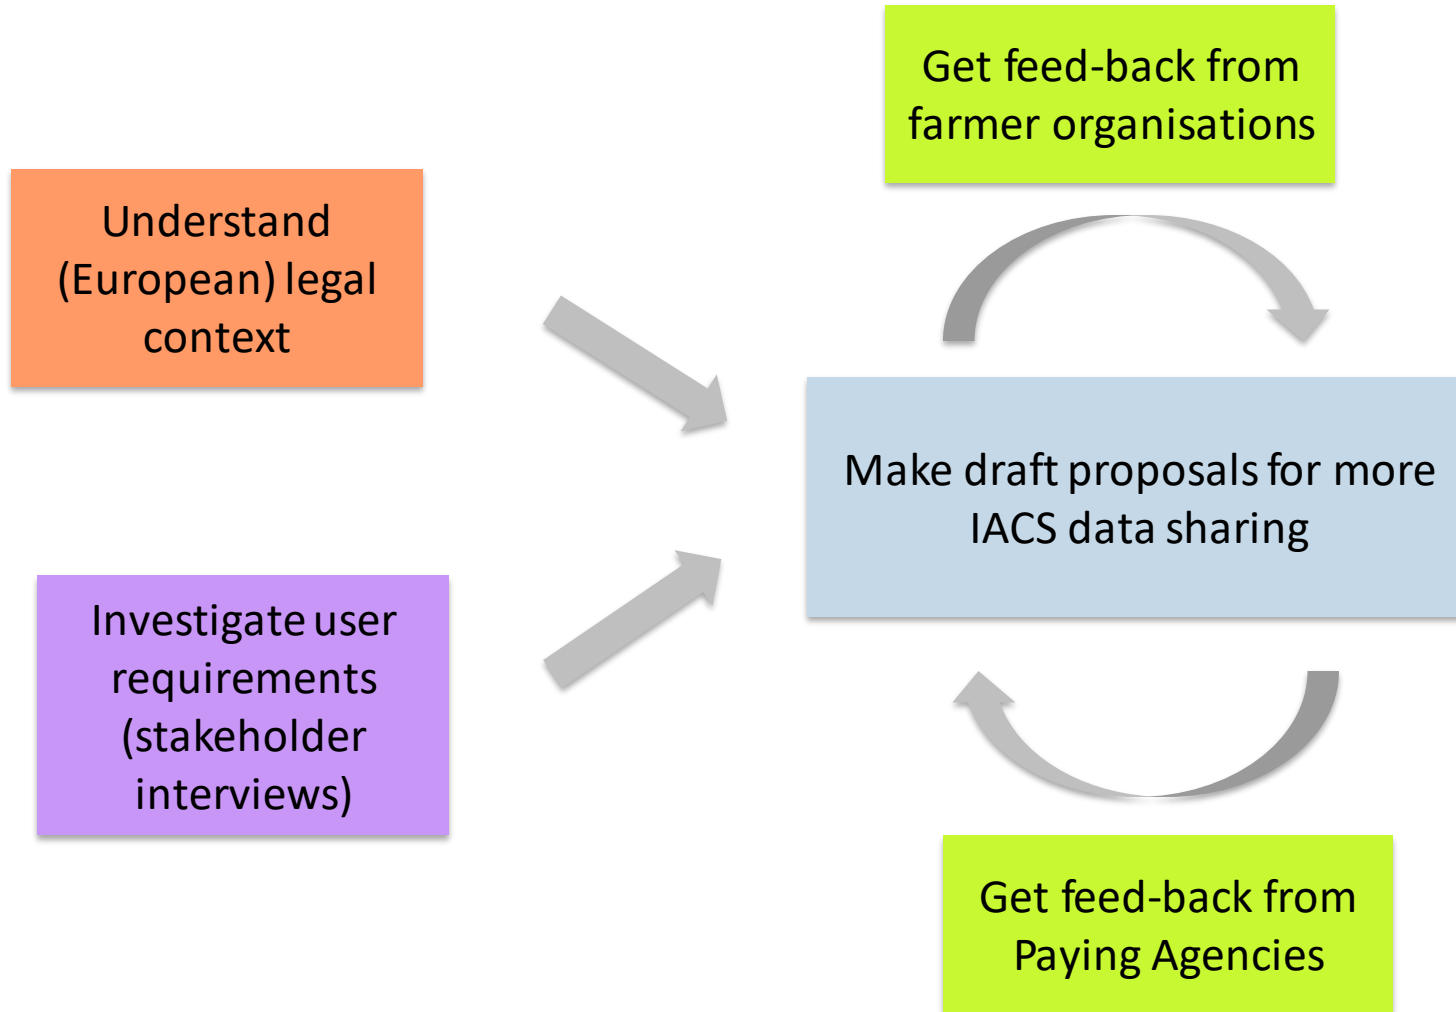 Get feed-back from
farmer organisations
Understand
(European) legal
context
Make draft proposals for more
IACS data sharing
Investigate user
requirements
(stakeholder
interviews)
Get feed-back from
Paying Agencies